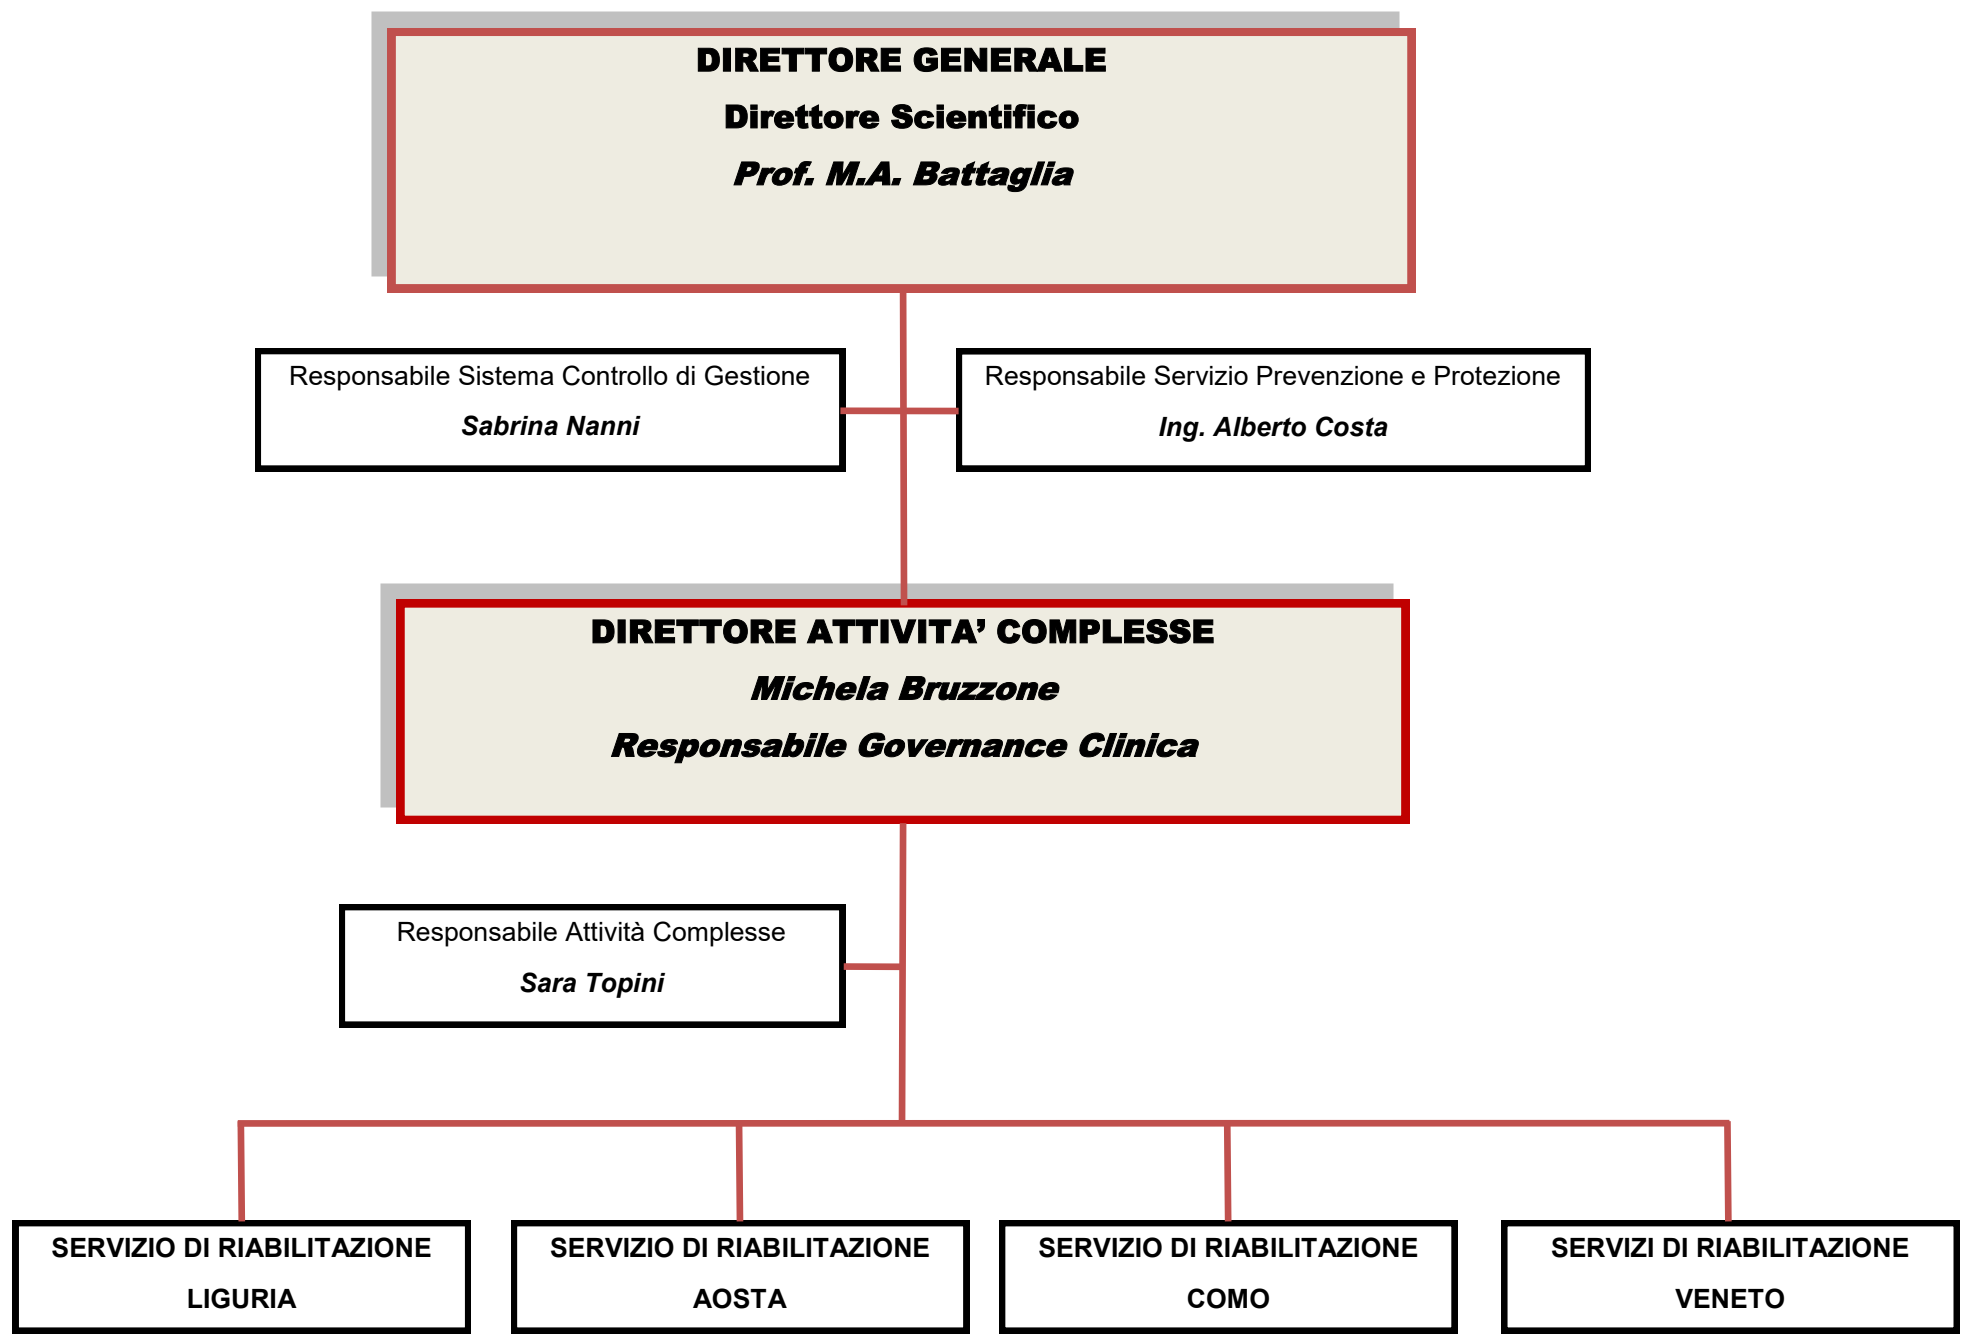 DIRETTORE GENERALE
Direttore Scientifico
Prof. M.A. Battaglia
Responsabile Sistema Controllo di Gestione
Sabrina Nanni
Responsabile Servizio Prevenzione e Protezione
Ing. Alberto Costa
DIRETTORE ATTIVITA’ COMPLESSE
Michela Bruzzone
Responsabile Governance Clinica
Responsabile Attività Complesse
Sara Topini
SERVIZIO DI RIABILITAZIONE
LIGURIA
SERVIZIO DI RIABILITAZIONE
AOSTA
SERVIZIO DI RIABILITAZIONE
COMO
SERVIZI DI RIABILITAZIONE
VENETO